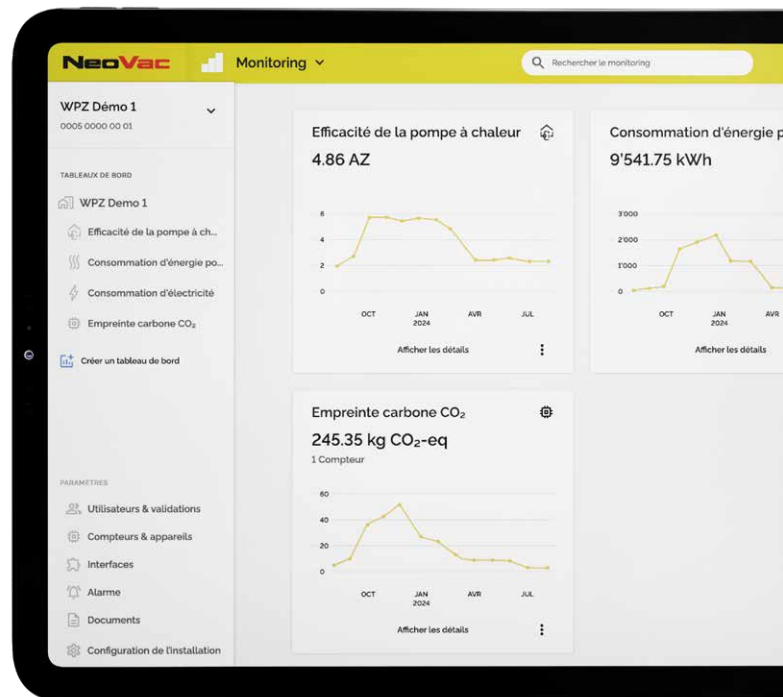 NeoVac
Monitoring
Rechercher le monitoring
WPZ Démo 1
0005 0000 00 01
TABLEAUX DE BORD
WPZ Demo 1
Efficacité de la pompe à ch...
Consommation d'énergie po...
Consommation d'électricité
Empreinte carbone CO₂
Créer un tableau de bord
PARAMÈTRES
Utilisateurs & validations
Compteurs & appareils
Interfaces
Alarme
Documents
Configuration de l'installation
Efficacité de la pompe à chaleur
4.86 AZ
6
4
2
0
OCT JAN AVR JUL
2024
Afficher les détails
Consommation d'énergie p
9'541.75 kWh
3'000
2'000
1'000
0
OCT JAN AVR
2024
Afficher les détails
Empreinte carbone CO₂
245.35 kg CO₂-eq
1 Compteur
60
40
20
0
OCT JAN AVR JUL
2024
Afficher les détails